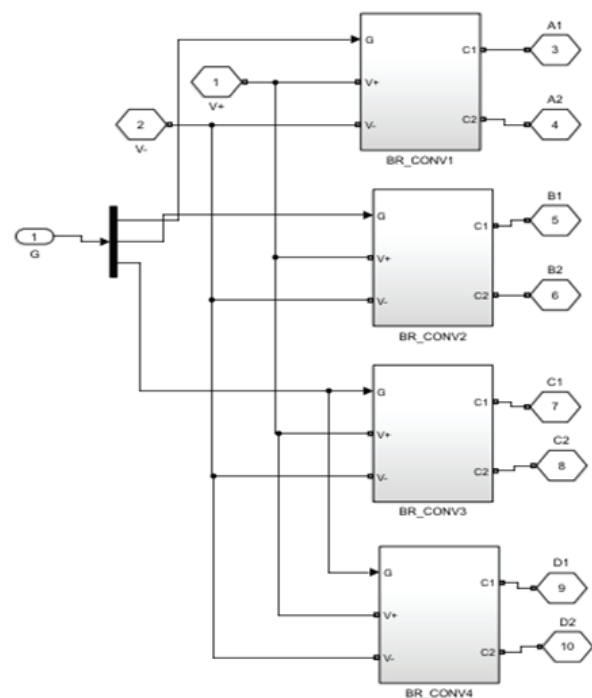 G
V+
V-
C1
C2
BR_CONV1
A1
3
A2
4
1
V+
2
V-
1
G
G
V+
V-
C1
C2
BR_CONV2
B1
5
B2
6
G
V+
V-
C1
C2
BR_CONV3
C1
7
C2
8
G
V+
V-
C1
C2
BR_CONV4
D1
9
D2
10